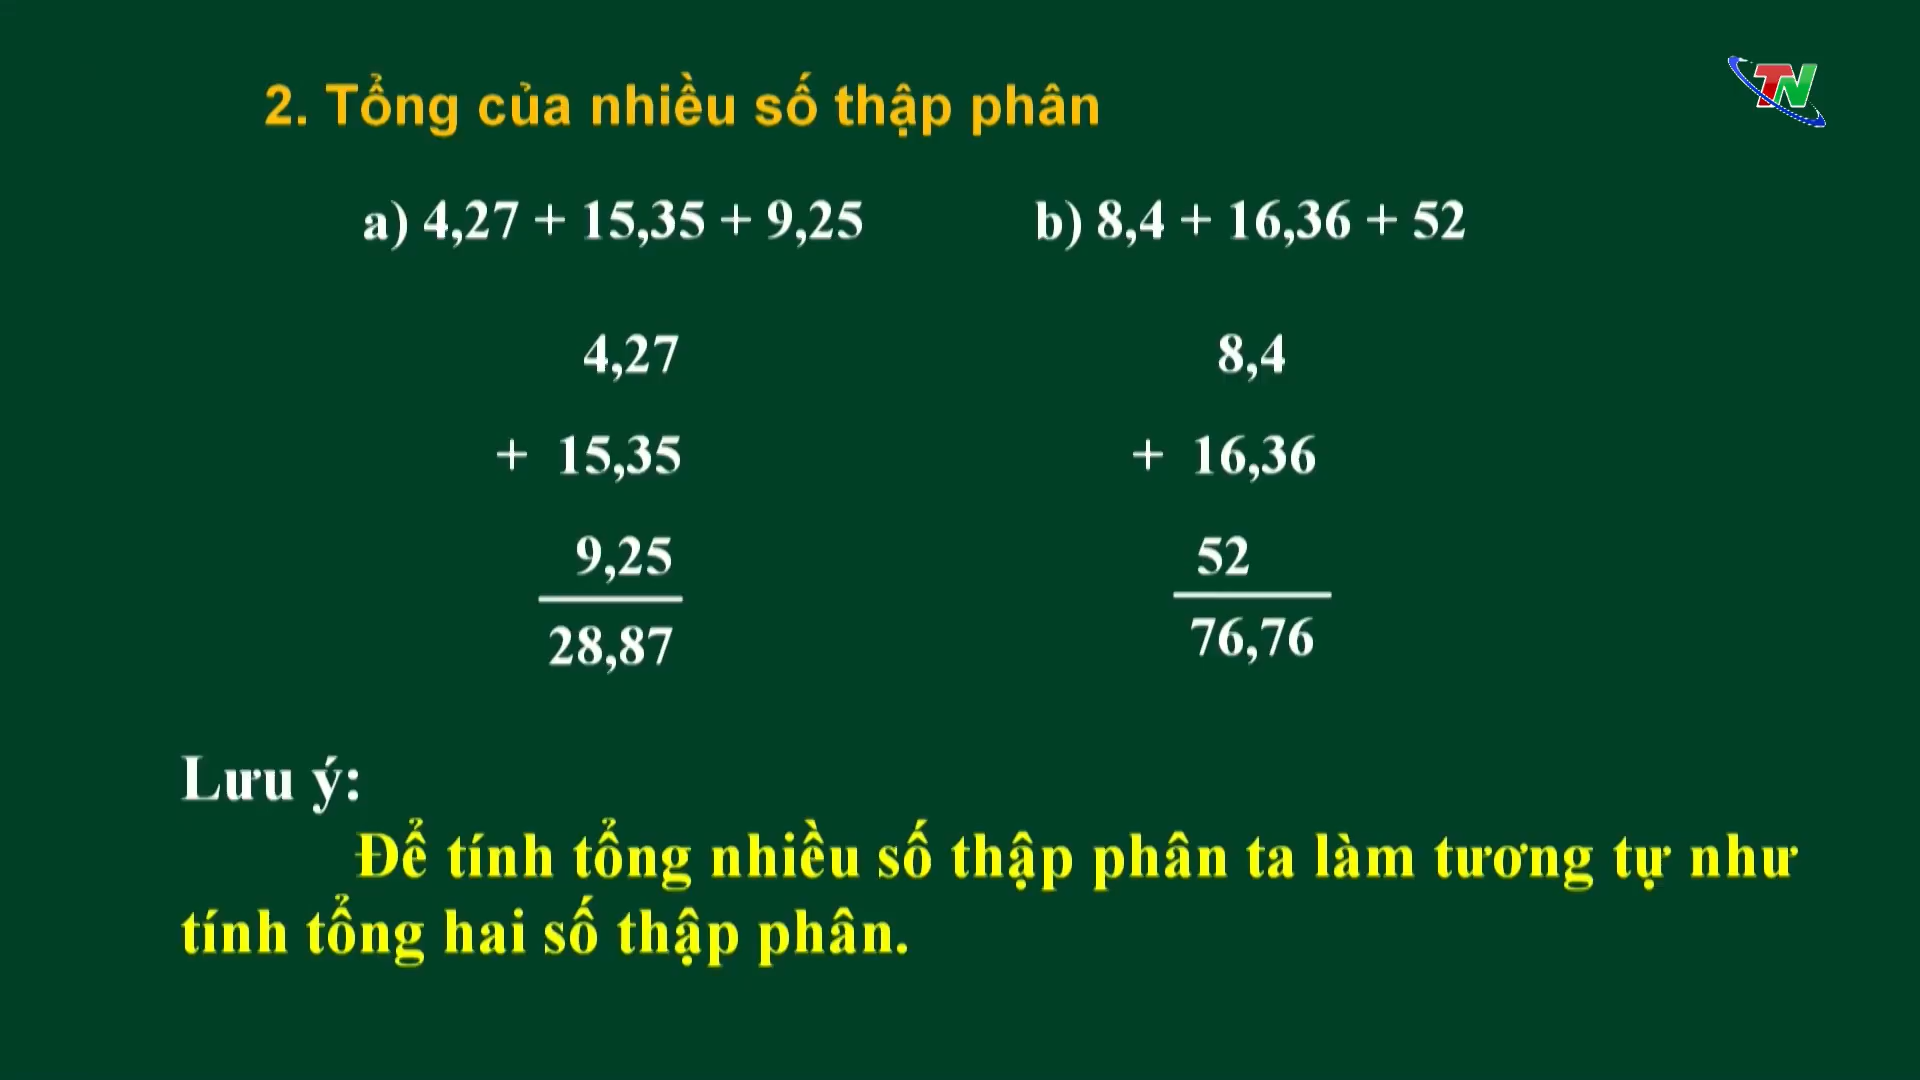 2. Tổng của nhiều số thập phân
TN
a) 4,27 + 15,35 + 9,25
b) 8,4 + 16,36 + 52
4,27
+ 15,35
9,25
28,87
8,4
+ 16,36
52
76,76
Lưu ý:
Để tính tổng nhiều số thập phân ta làm tương tự như
tính tổng hai số thập phân.